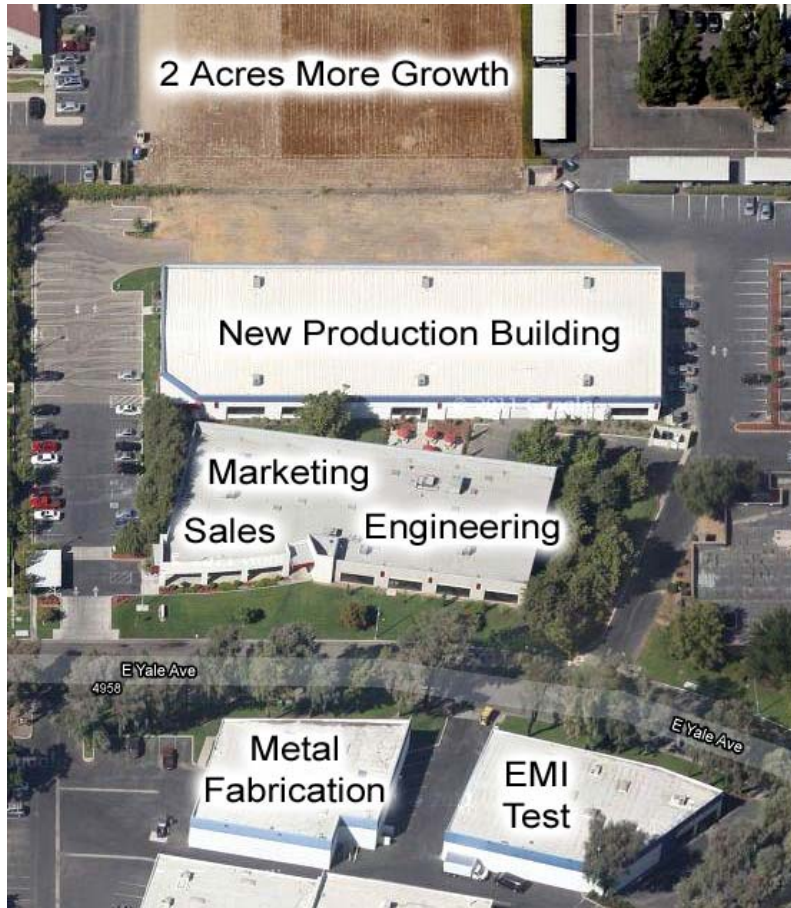 2 Acres More Growth
New Production Building
Marketing
Sales
Engineering
E Yale Ave
4958
E Yale Ave
Metal
Fabrication
EMI
Test